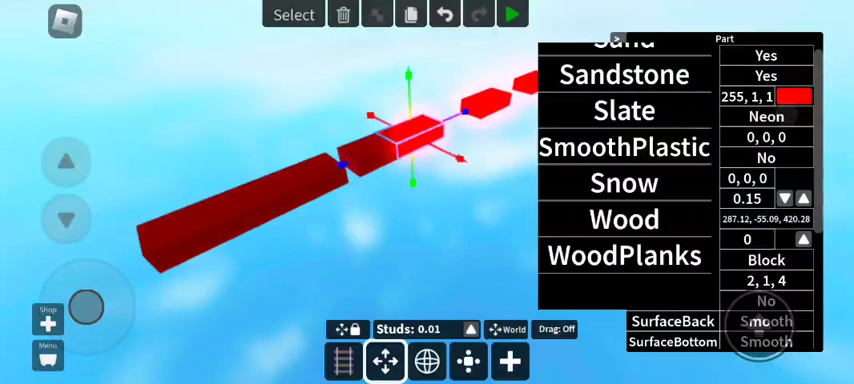 Select
> Part
Sand
Sandstone
Slate
SmoothPlastic
Snow
Wood
WoodPlanks
Yes
Yes
255, 1, 1
Neon
0, 0, 0
No
0, 0, 0
0.15
287.12, -55.09, 420.28
0
Block
2, 1, 4
No
SurfaceBack Smooth
SurfaceBottom Smooth
Shop
Menu
Studs: 0.01
World
Drag: Off